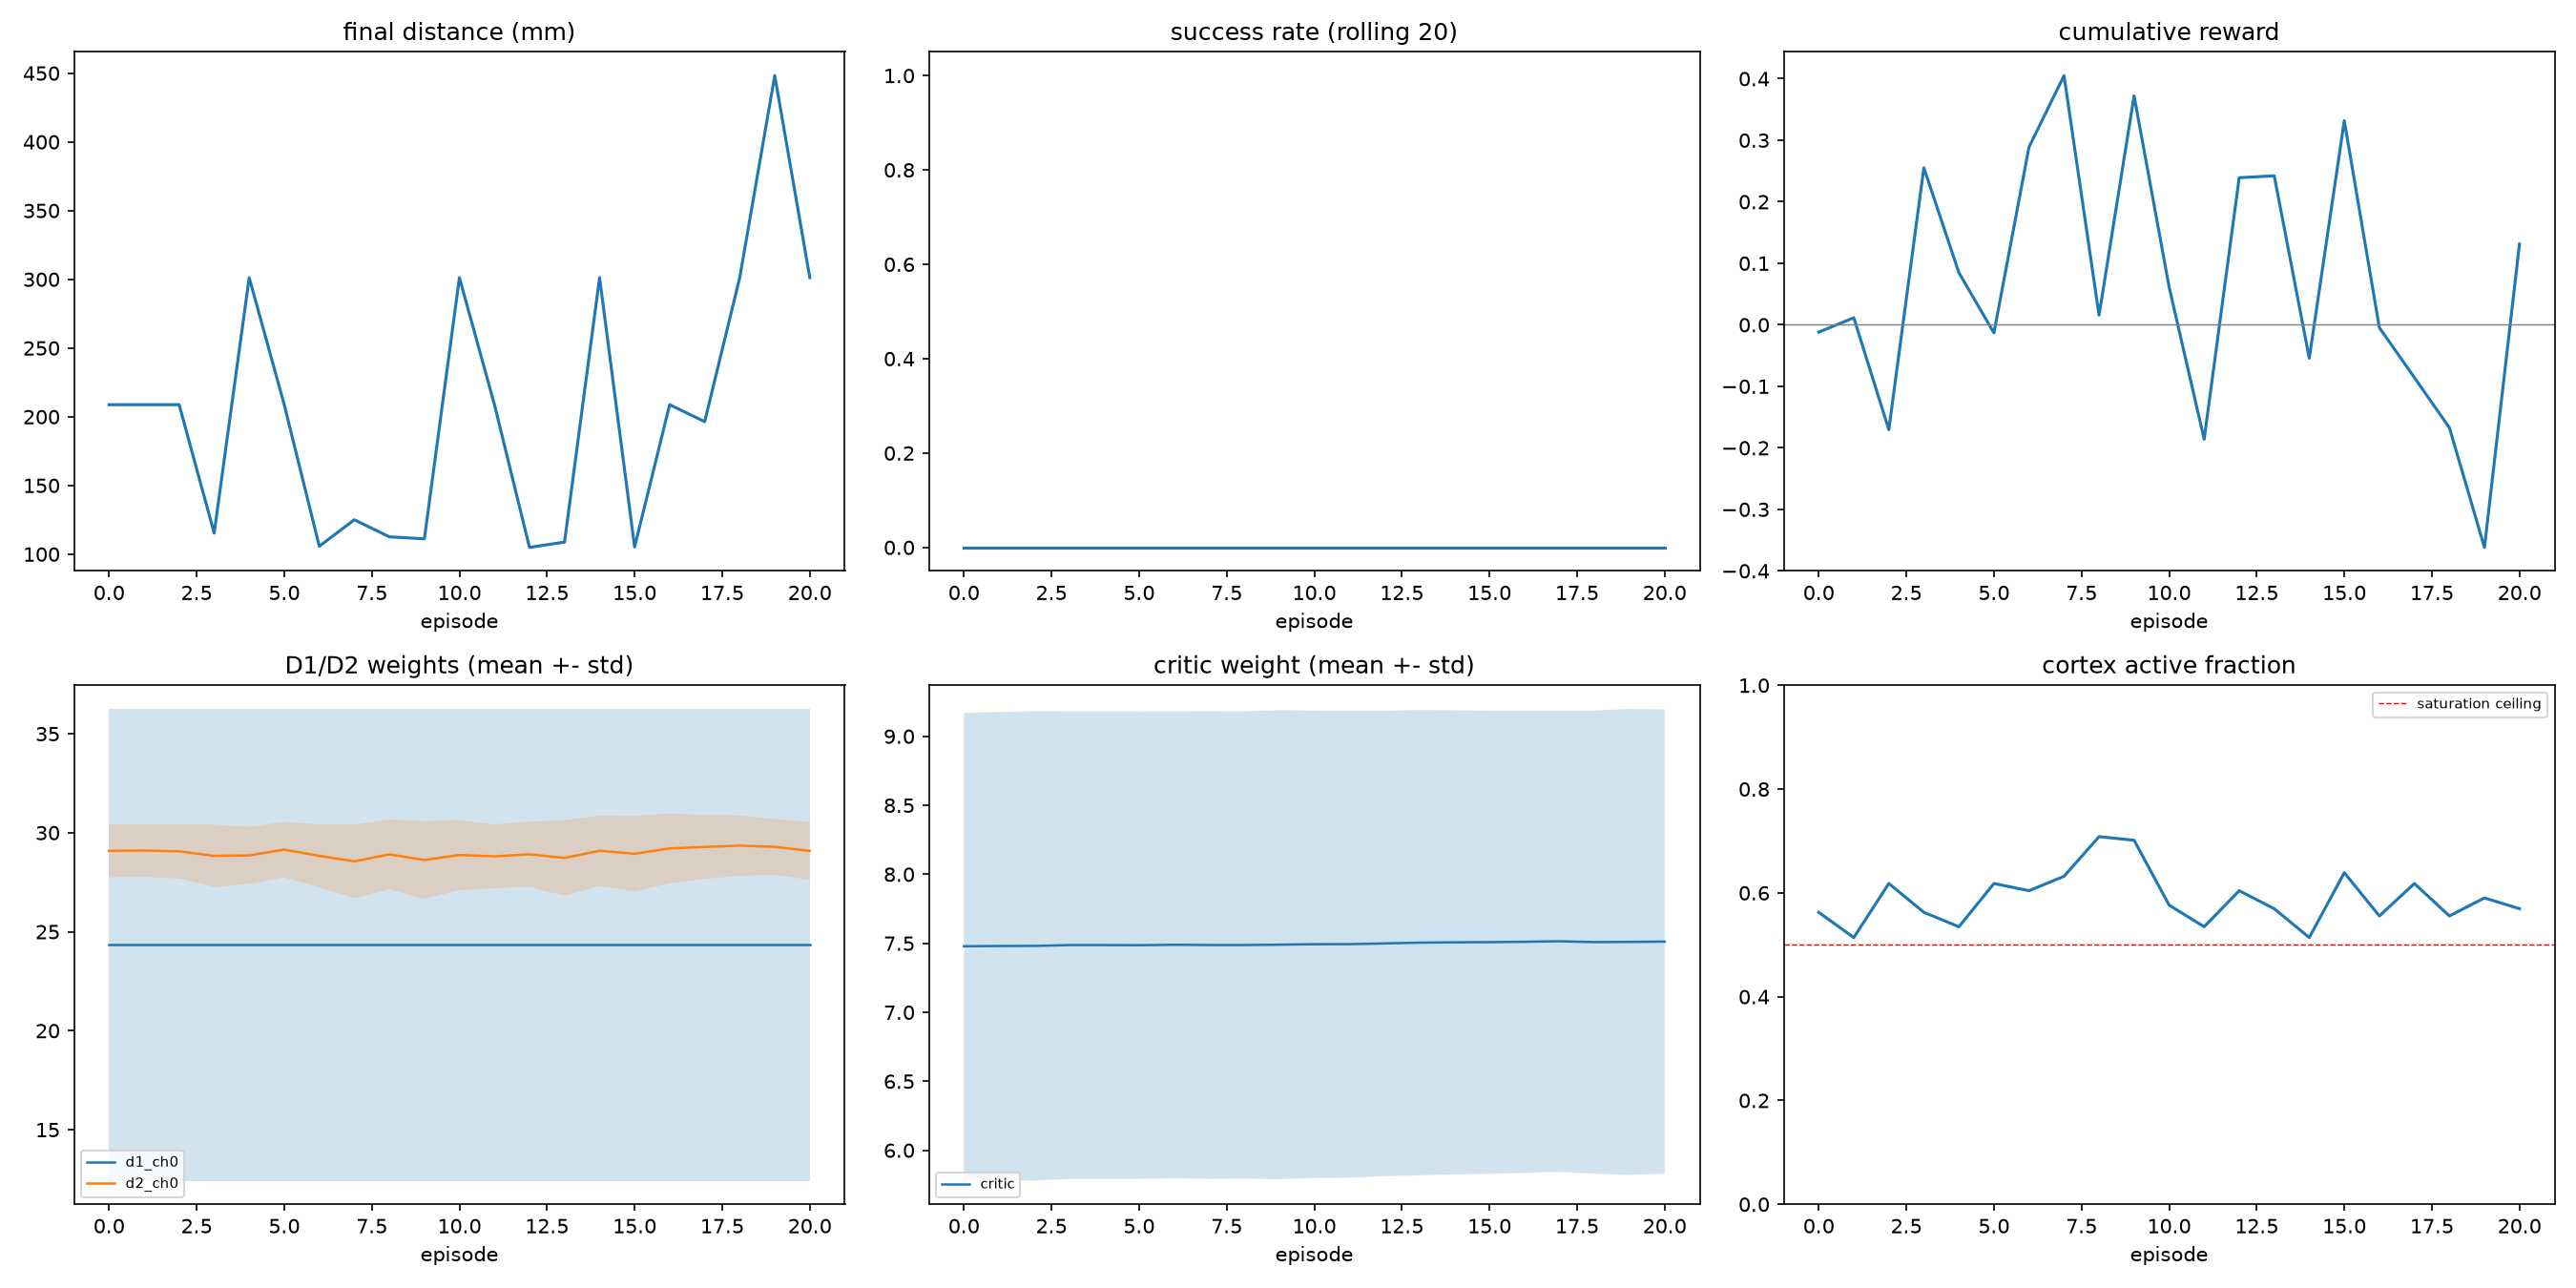 final distance (mm)
450
400
350
300
250
200
150
100
0.0 2.5 5.0 7.5 10.0 12.5 15.0 17.5 20.0
episode
success rate (rolling 20)
1.0
0.8
0.6
0.4
0.2
0.0
0.0 2.5 5.0 7.5 10.0 12.5 15.0 17.5 20.0
episode
cumulative reward
0.4
0.3
0.2
0.1
0.0
−0.1
−0.2
−0.3
−0.4
0.0 2.5 5.0 7.5 10.0 12.5 15.0 17.5 20.0
episode
D1/D2 weights (mean +- std)
35
30
25
20
15
d1_ch0
d2_ch0
0.0 2.5 5.0 7.5 10.0 12.5 15.0 17.5 20.0
episode
critic weight (mean +- std)
9.0
8.5
8.0
7.5
7.0
6.5
6.0
critic
0.0 2.5 5.0 7.5 10.0 12.5 15.0 17.5 20.0
episode
cortex active fraction
1.0
saturation ceiling
0.8
0.6
0.4
0.2
0.0
0.0 2.5 5.0 7.5 10.0 12.5 15.0 17.5 20.0
episode